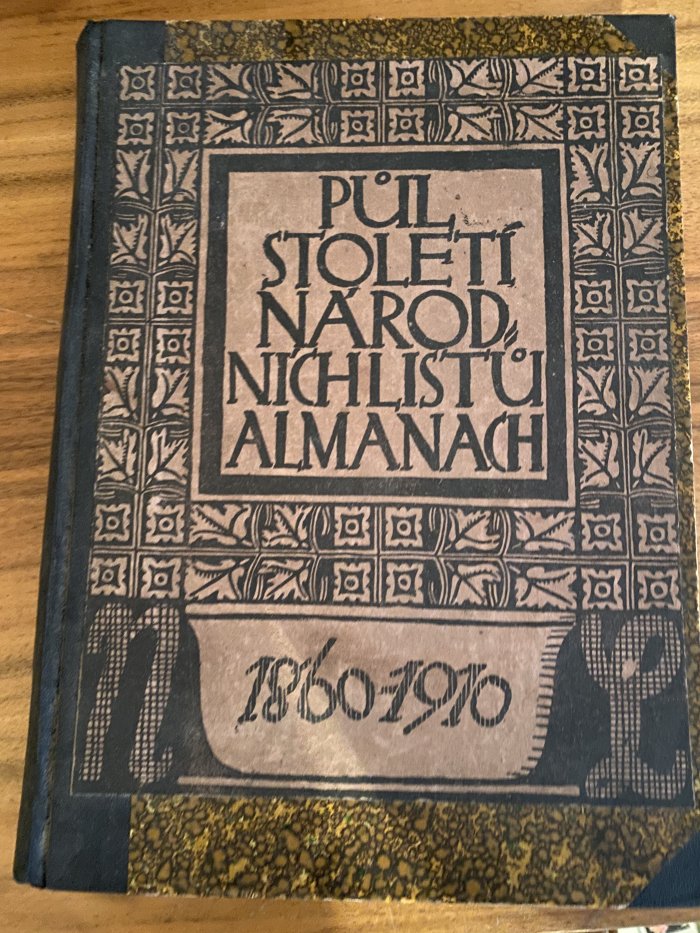 PŮL
STOLETÍ
NÁROD,
NÍCH LISTŮ
ALMANACH
1860-1910
N L